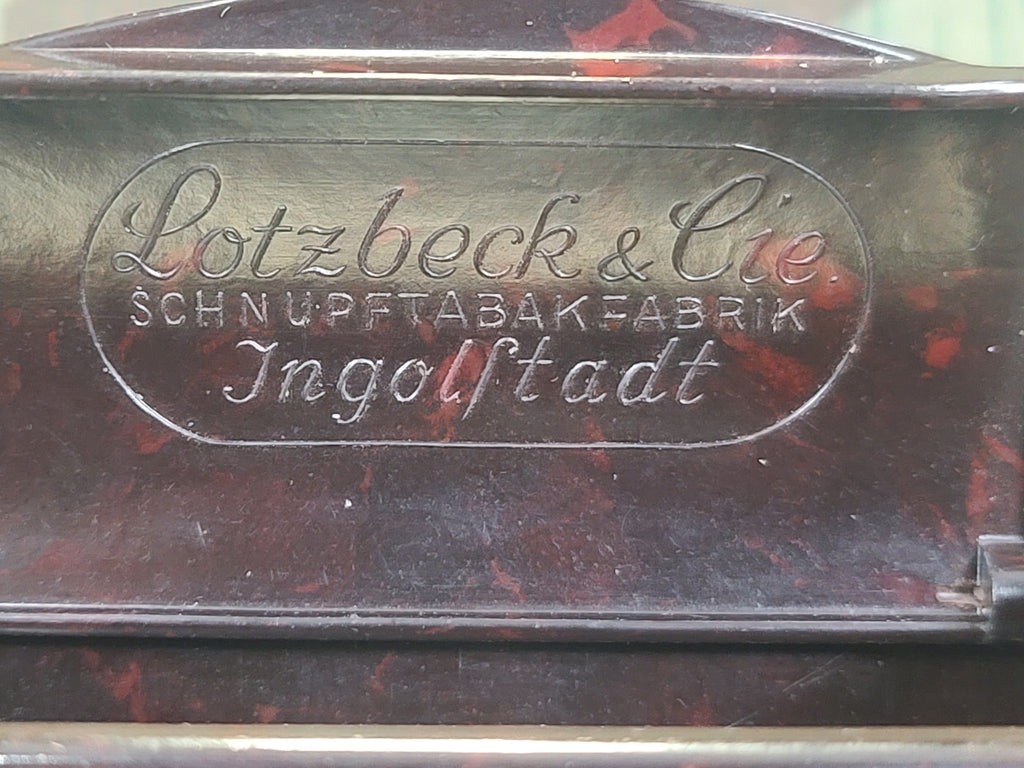 Lotzbeck & Cie.
SCHNUPFTABAKFABRIK
Ingolſtadt